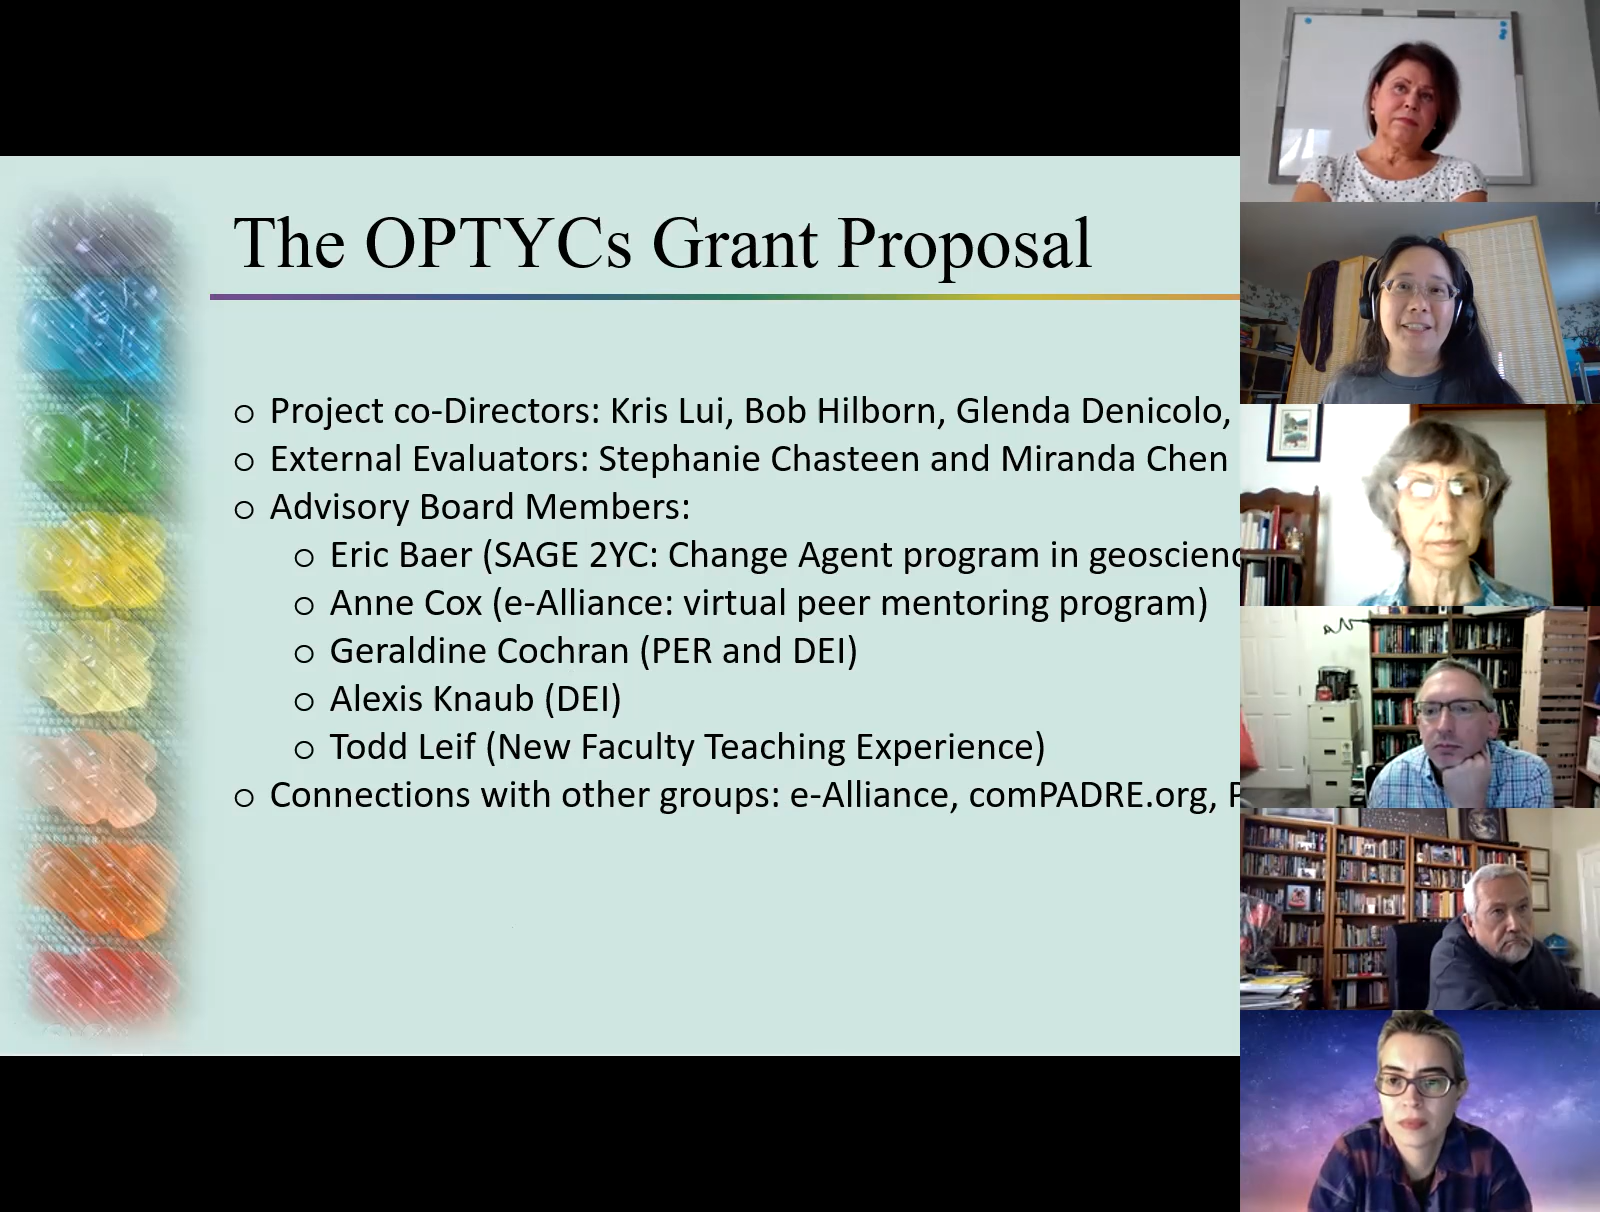 The OPTYCs Grant Proposal
Project co-Directors: Kris Lui, Bob Hilborn, Glenda Denicolo,
External Evaluators: Stephanie Chasteen and Miranda Chen
Advisory Board Members:
Eric Baer (SAGE 2YC: Change Agent program in geoscienc
Anne Cox (e-Alliance: virtual peer mentoring program)
Geraldine Cochran (PER and DEI)
Alexis Knaub (DEI)
Todd Leif (New Faculty Teaching Experience)
Connections with other groups: e-Alliance, comPADRE.org,